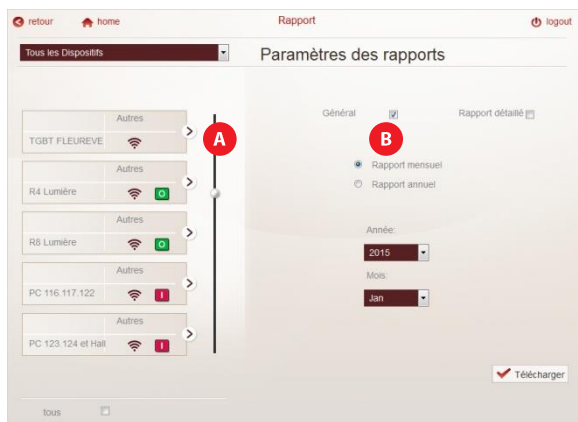 retour home Rapport logout
Tous les Dispositifs
Paramètres des rapports
Autres
TGBT FLEUREVE
Autres
R4 Lumière O
Autres
R8 Lumière O
Autres
PC 116.117.122 I
Autres
PC 123.124 et Hall I
tous
A
Général Rapport détaillé
B
Rapport mensuel
Rapport annuel
Année:
2015
Mois:
Jan
Télécharger